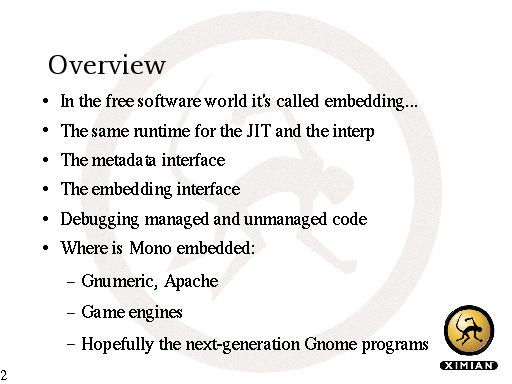 Overview
• In the free software world it's called embedding...
• The same runtime for the JIT and the interp
• The metadata interface
• The embedding interface
• Debugging managed and unmanaged code
• Where is Mono embedded:
– Gnumeric, Apache
– Game engines
– Hopefully the next-generation Gnome programs
XIMIAN
2